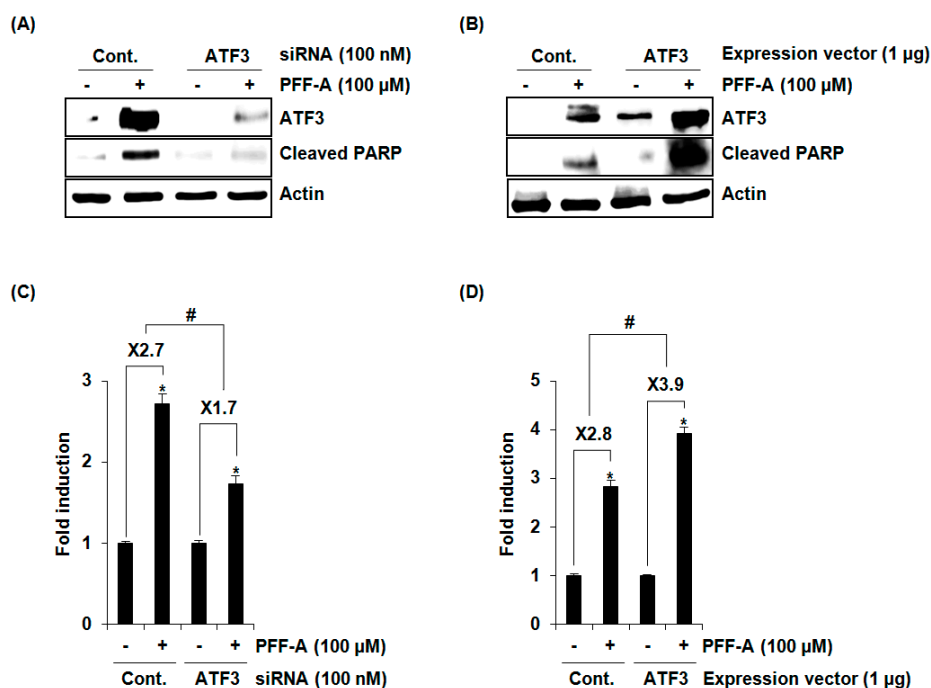 (A)
Cont. ATF3 siRNA (100 nM)
- + - + PFF-A (100 µM)
ATF3
Cleaved PARP
Actin
(B)
Cont. ATF3 Expression vector (1 µg)
- + - + PFF-A (100 µM)
ATF3
Cleaved PARP
Actin
(C)
#
X2.7
X1.7
* *
Fold induction
3
2
1
0
- + - + PFF-A (100 µM)
Cont. ATF3 siRNA (100 nM)
(D)
#
X3.9
X2.8
* *
Fold induction
5
4
3
2
1
0
- + - + PFF-A (100 µM)
Cont. ATF3 Expression vector (1 µg)